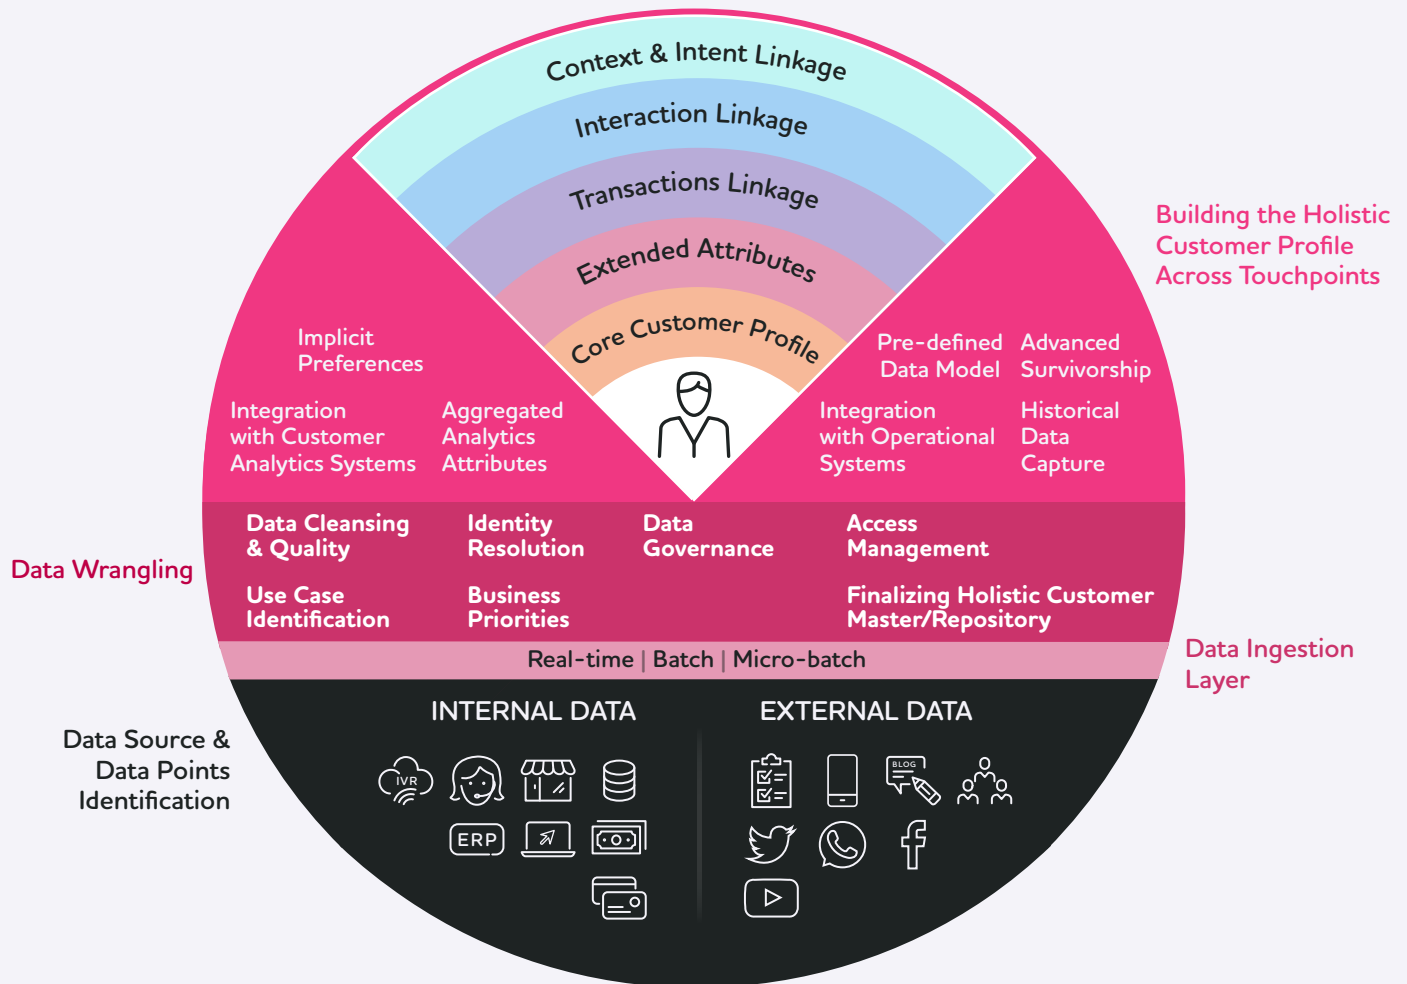 Context & Intent Linkage
Interaction Linkage
Transactions Linkage
Extended Attributes
Core Customer Profile
Building the Holistic
Customer Profile
Across Touchpoints
Implicit
Preferences
Integration
with Customer
Analytics Systems
Aggregated
Analytics
Attributes
Pre-defined
Data Model
Advanced
Survivorship
Integration
with Operational
Systems
Historical
Data
Capture
Data Wrangling
Data Cleansing
& Quality
Identity
Resolution
Data
Governance
Access
Management
Use Case
Identification
Business
Priorities
Finalizing Holistic Customer
Master/Repository
Real-time | Batch | Micro-batch
Data Ingestion
Layer
Data Source &
Data Points
Identification
INTERNAL DATA
IVR
ERP
EXTERNAL DATA
BLOG